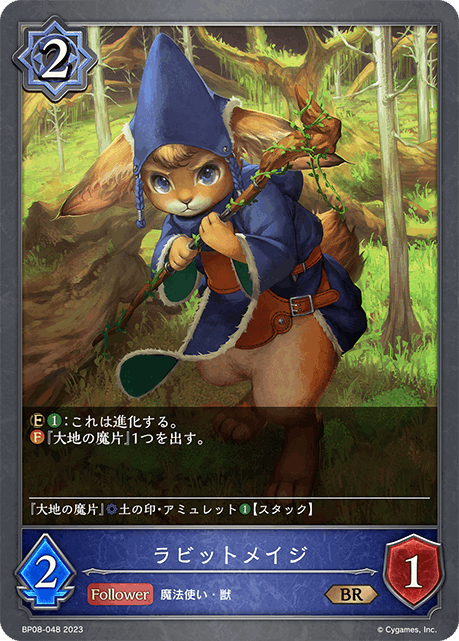 2
Ⓔ①:これは進化する。
Ⓕ『大地の魔片』1つを出す。
『大地の魔片』土の印・アミュレット①【スタック】
ラビットメイジ
2
Follower 魔法使い・獣
BR
1
BP08-048 2023
© Cygames, Inc.